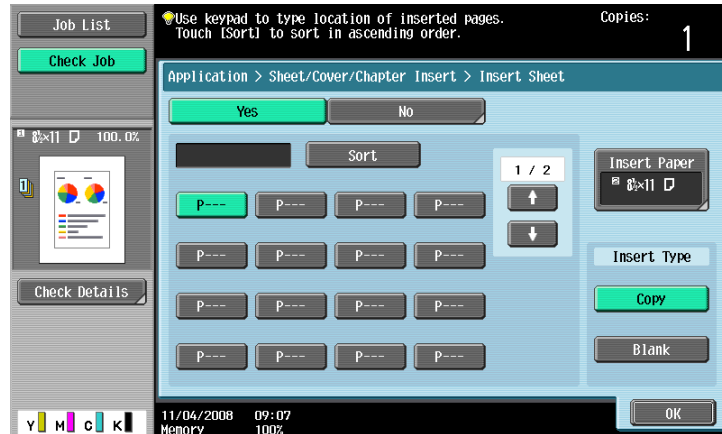 Job List
Check Job
Use keypad to type location of inserted pages.
Touch [Sort] to sort in ascending order.
Copies:
1
Application > Sheet/Cover/Chapter Insert > Insert Sheet
Yes No
1 8½×11 100.0%
1
Check Details
Sort
1 / 2
P--- P--- P--- P---
P--- P--- P--- P---
P--- P--- P--- P---
P--- P--- P--- P---
Insert Paper
2 8½×11
Insert Type
Copy
Blank
OK
Y M C K
11/04/2008 09:07
Memory 100%